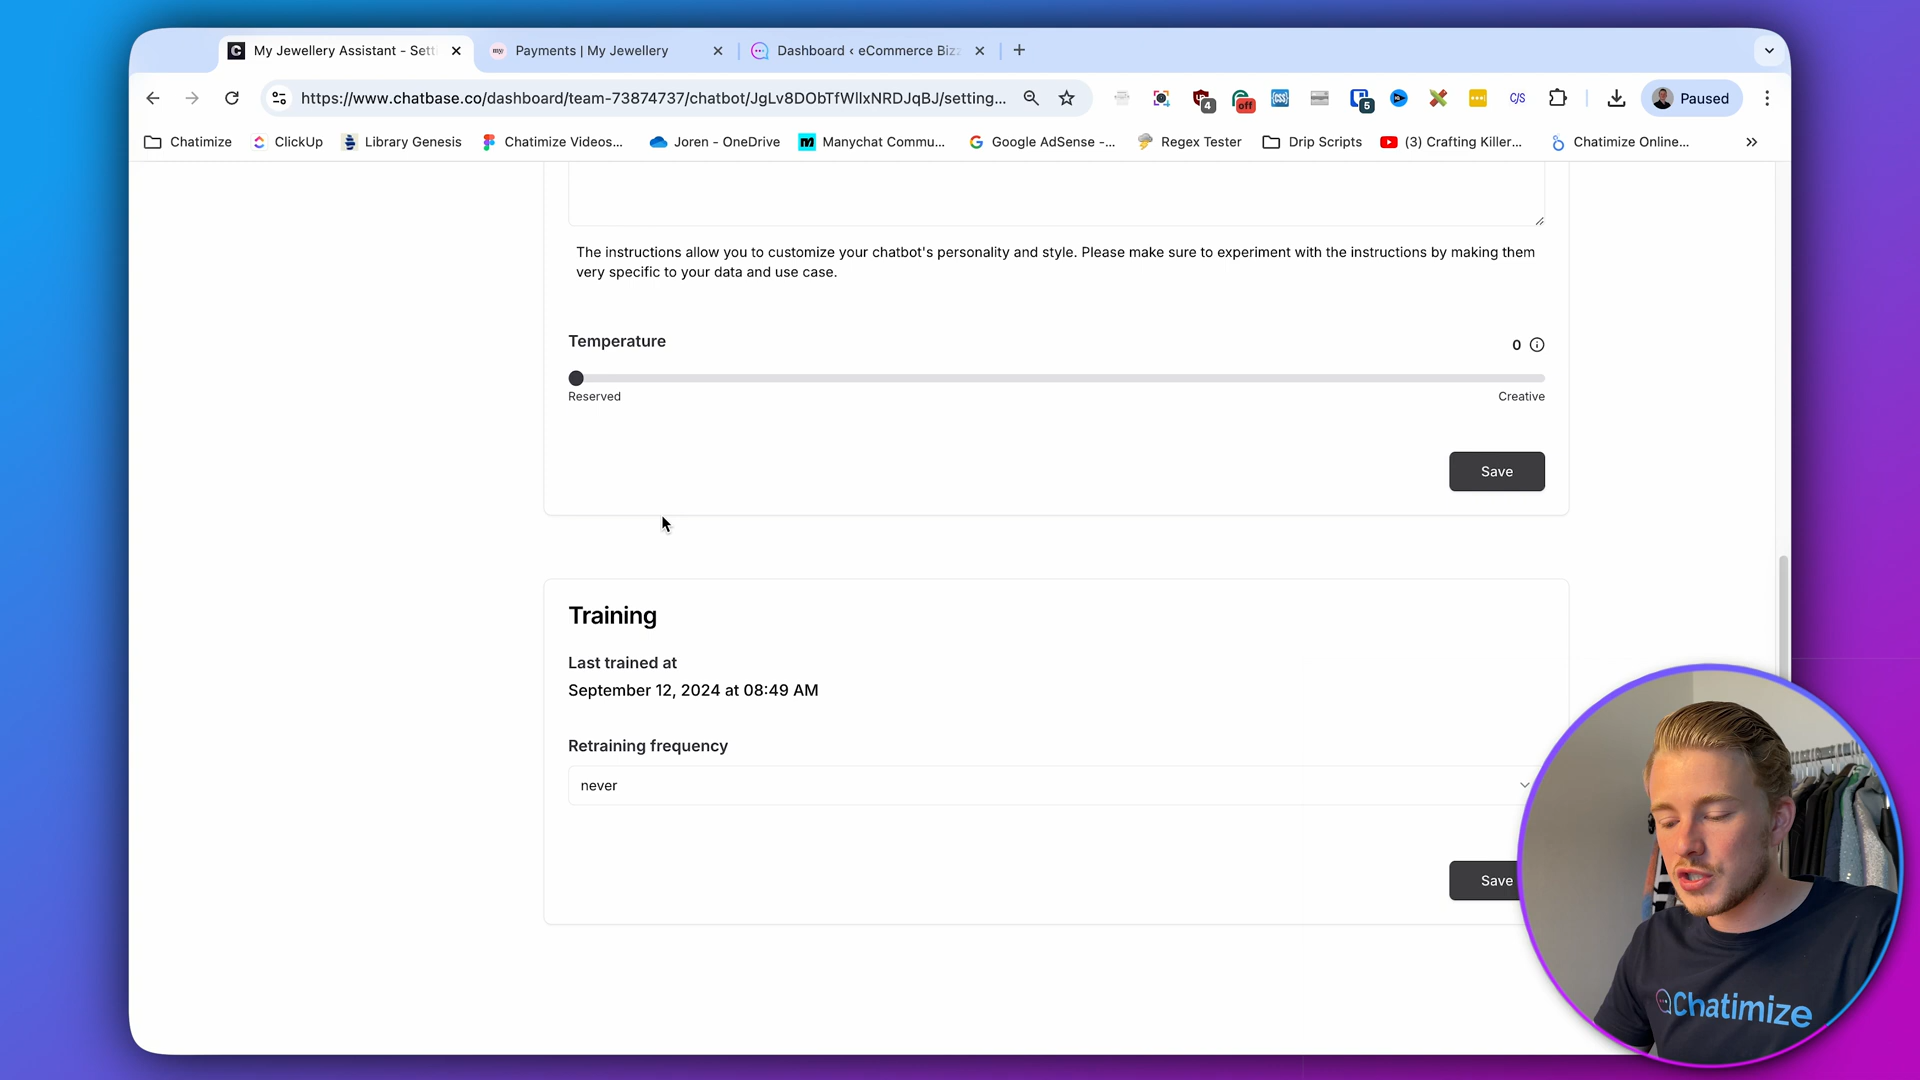 My Jewellery Assistant - Sett
Payments | My Jewellery
Dashboard ‹ eCommerce Bizz
https://www.chatbase.co/dashboard/team-73874737/chatbot/JgLv8DObTfWllxNRDJqBJ/setting...
4
off
5
C/S
Paused
Chatimize
ClickUp
Library Genesis
Chatimize Videos...
Joren - OneDrive
Manychat Commu...
Google AdSense -...
Regex Tester
Drip Scripts
(3) Crafting Killer...
Chatimize Online...
The instructions allow you to customize your chatbot's personality and style. Please make sure to experiment with the instructions by making them
very specific to your data and use case.
Temperature
0
Reserved
Creative
Save
Training
Last trained at
September 12, 2024 at 08:49 AM
Retraining frequency
never
Save
Chatimize